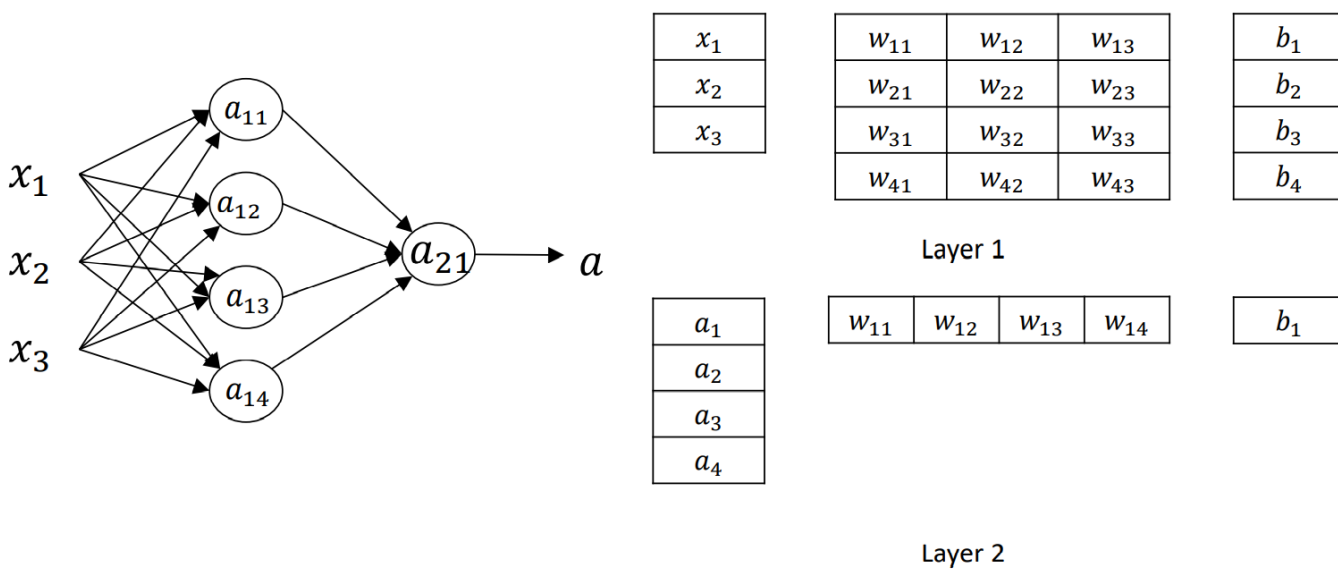 x₁
x₂
x₃
a₁₁
a₁₂
a₁₃
a₁₄
a₂₁
a
x₁
x₂
x₃
w₁₁ w₁₂ w₁₃
w₂₁ w₂₂ w₂₃
w₃₁ w₃₂ w₃₃
w₄₁ w₄₂ w₄₃
b₁
b₂
b₃
b₄
Layer 1
a₁
a₂
a₃
a₄
w₁₁ w₁₂ w₁₃ w₁₄
b₁
Layer 2